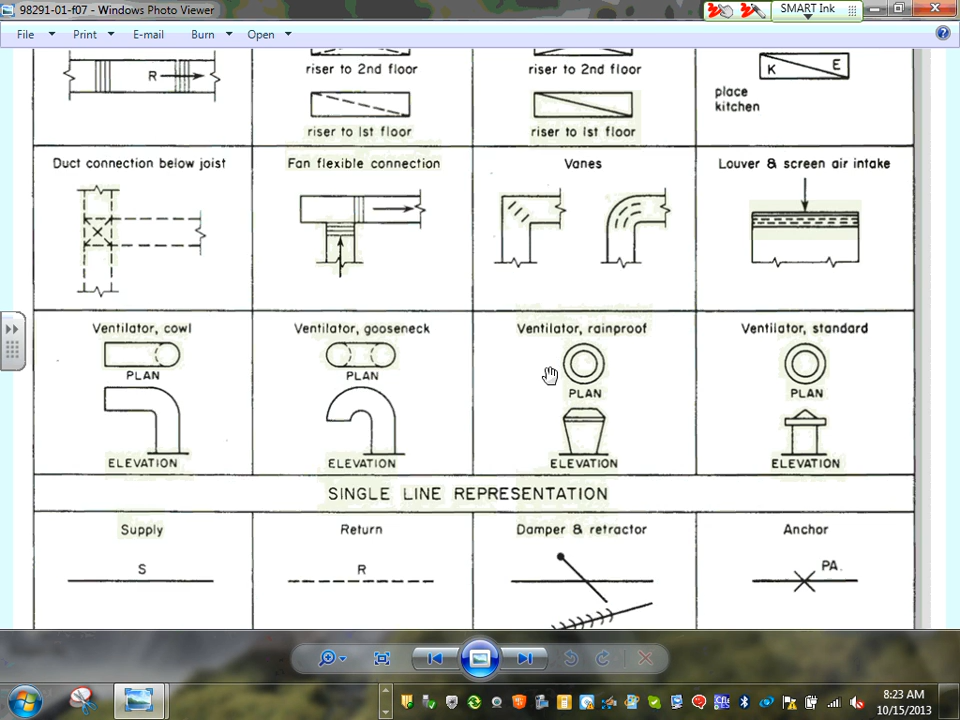 98291-01-f07 - Windows Photo Viewer
SMART Ink
File Print E-mail Burn Open
R
riser to 2nd floor
riser to 1st floor
riser to 2nd floor
riser to 1st floor
K E
place
kitchen
Duct connection below joist
Fan flexible connection
Vanes
Louver & screen air intake
Ventilator, cowl
PLAN
ELEVATION
Ventilator, gooseneck
PLAN
ELEVATION
Ventilator, rainproof
PLAN
ELEVATION
Ventilator, standard
PLAN
ELEVATION
SINGLE LINE REPRESENTATION
Supply
S
Return
R
Damper & retractor
Anchor
PA.
8:23 AM
10/15/2013